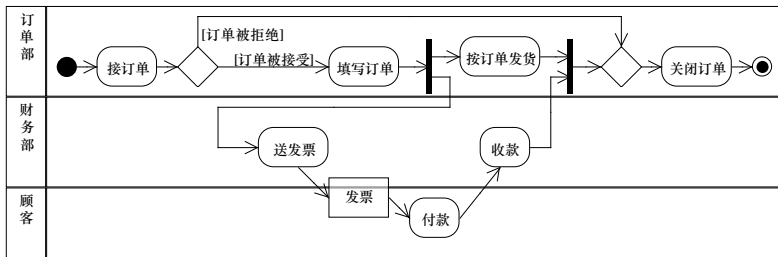 订单部
[订单被拒绝]
[订单被接受]
接订单
填写订单
按订单发货
关闭订单
财务部
送发票
收款
发票
顾客
付款